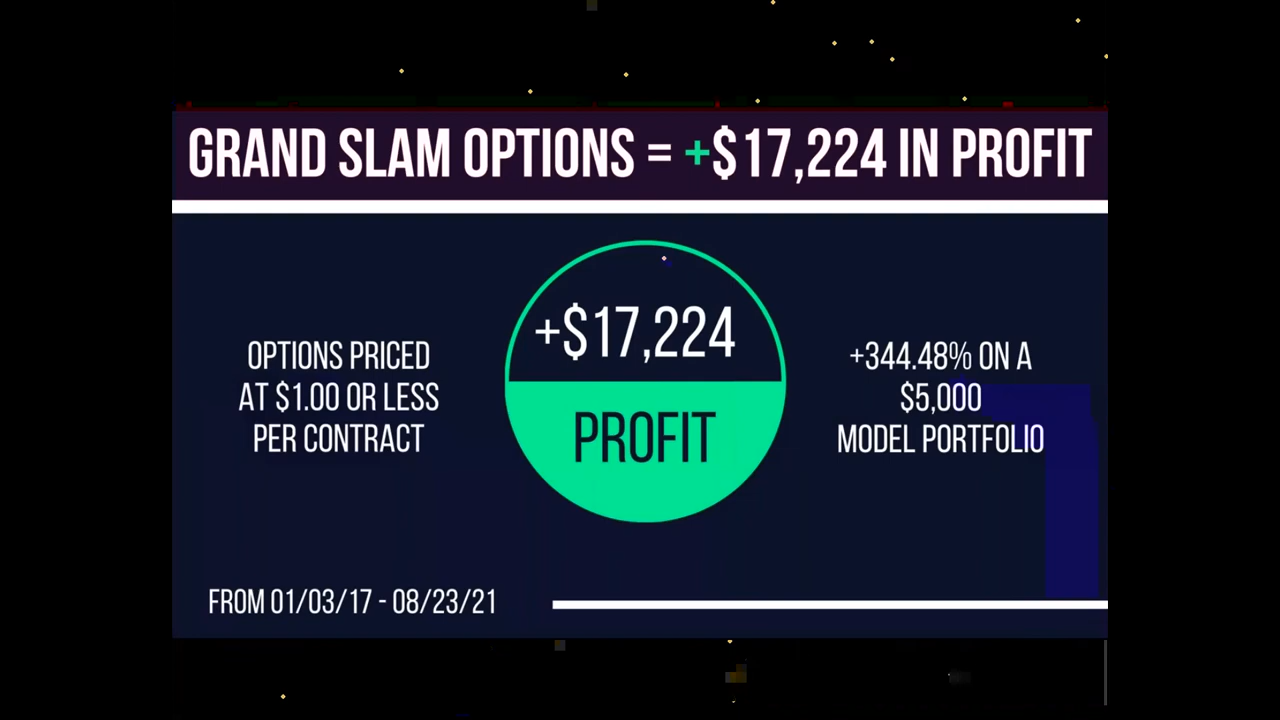 GRAND SLAM OPTIONS = +$17,224 IN PROFIT
+$17,224
PROFIT
OPTIONS PRICED
AT $1.00 OR LESS
PER CONTRACT
+344.48% ON A
$5,000
MODEL PORTFOLIO
FROM 01/03/17 - 08/23/21